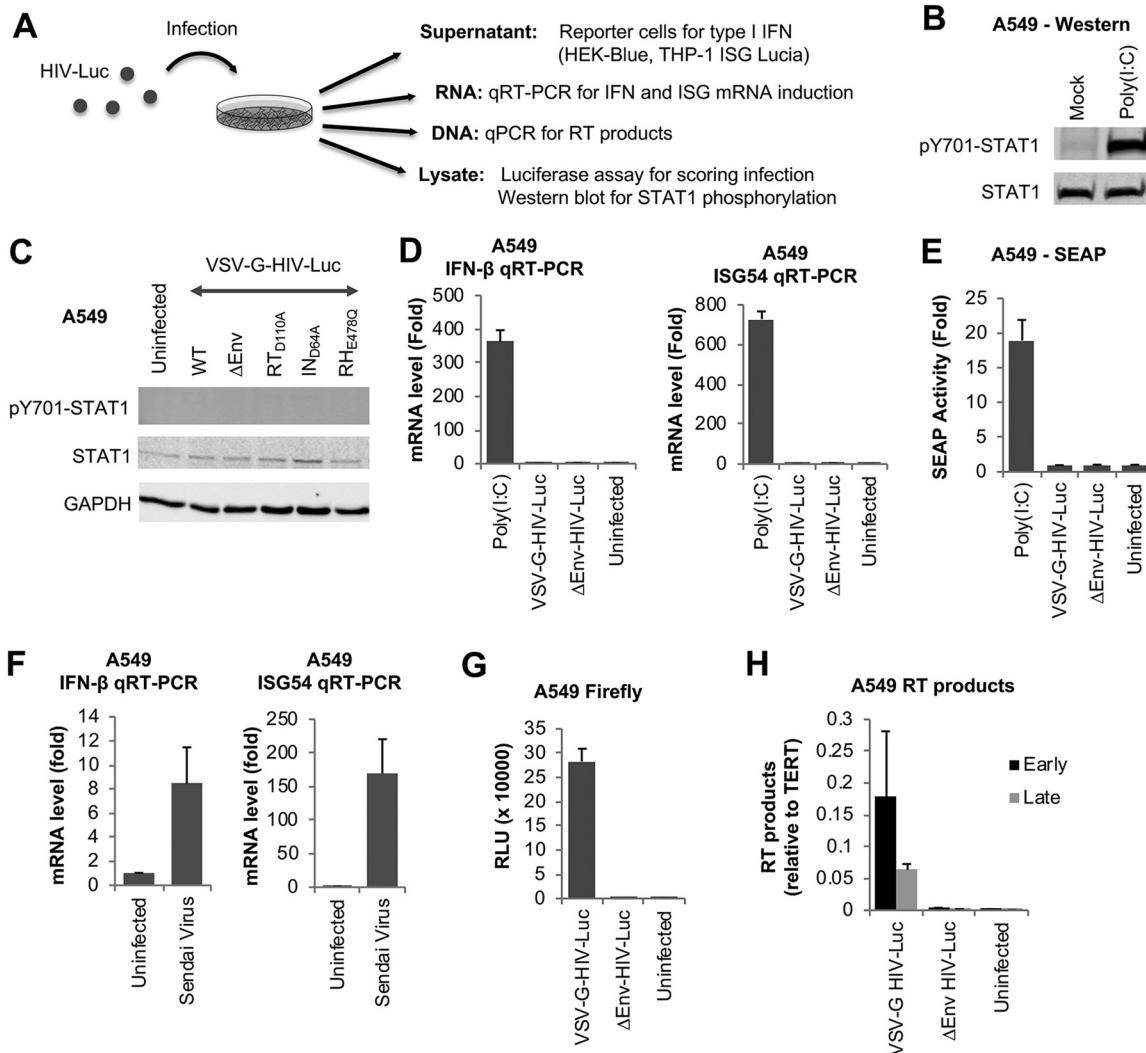 A
Infection
HIV-Luc
Supernatant: Reporter cells for type I IFN
(HEK-Blue, THP-1 ISG Lucia)
RNA: qRT-PCR for IFN and ISG mRNA induction
DNA: qPCR for RT products
Lysate: Luciferase assay for scoring infection
Western blot for STAT1 phosphorylation
B
A549 - Western
Mock
Poly(I:C)
pY701-STAT1
STAT1
C
VSV-G-HIV-Luc
A549
Uninfected
WT
ΔEnv
RTD110A
IND64A
RHE478Q
pY701-STAT1
STAT1
GAPDH
D
A549
IFN-β qRT-PCR
mRNA level (Fold)
400
300
200
100
0
Poly(I:C)
VSV-G-HIV-Luc
ΔEnv-HIV-Luc
Uninfected
A549
ISG54 qRT-PCR
mRNA level (Fold)
800
600
400
200
0
Poly(I:C)
VSV-G-HIV-Luc
ΔEnv-HIV-Luc
Uninfected
E
A549 - SEAP
SEAP Activity (Fold)
25
20
15
10
5
0
Poly(I:C)
VSV-G-HIV-Luc
ΔEnv-HIV-Luc
Uninfected
F
A549
IFN-β qRT-PCR
mRNA level (fold)
14
12
10
8
6
4
2
0
Uninfected
Sendai Virus
A549
ISG54 qRT-PCR
mRNA level (fold)
250
200
150
100
50
0
Uninfected
Sendai Virus
G
A549 Firefly
RLU (x 10000)
35
30
25
20
15
10
5
0
VSV-G-HIV-Luc
ΔEnv-HIV-Luc
Uninfected
H
A549 RT products
RT products
(relative to TERT)
0.3
0.25
0.2
0.15
0.1
0.05
0
Early
Late
VSV-G HIV-Luc
ΔEnv HIV-Luc
Uninfected